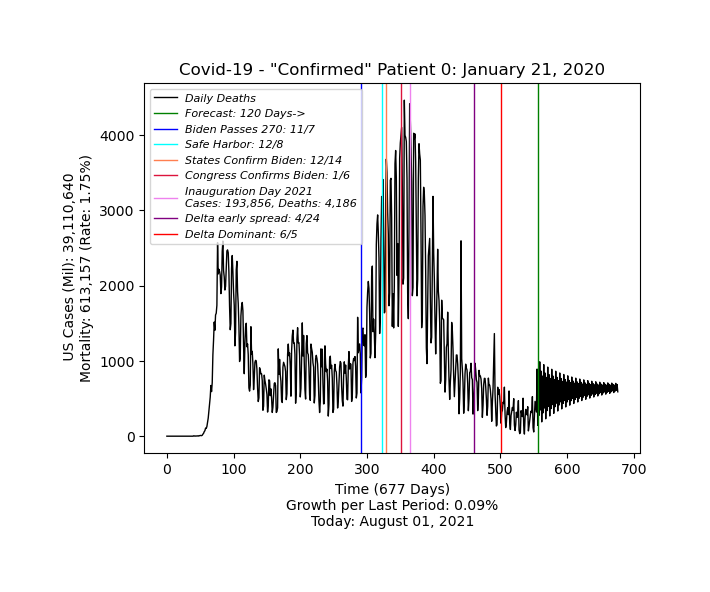 Covid-19 - "Confirmed" Patient 0: January 21, 2020
Daily Deaths
Forecast: 120 Days->
Biden Passes 270: 11/7
Safe Harbor: 12/8
States Confirm Biden: 12/14
Congress Confirms Biden: 1/6
Inauguration Day 2021
Cases: 193,856, Deaths: 4,186
Delta early spread: 4/24
Delta Dominant: 6/5
US Cases (Mil): 39,110,640
Mortality: 613,157 (Rate: 1.75%)
4000
3000
2000
1000
0
0 100 200 300 400 500 600 700
Time (677 Days)
Growth per Last Period: 0.09%
Today: August 01, 2021